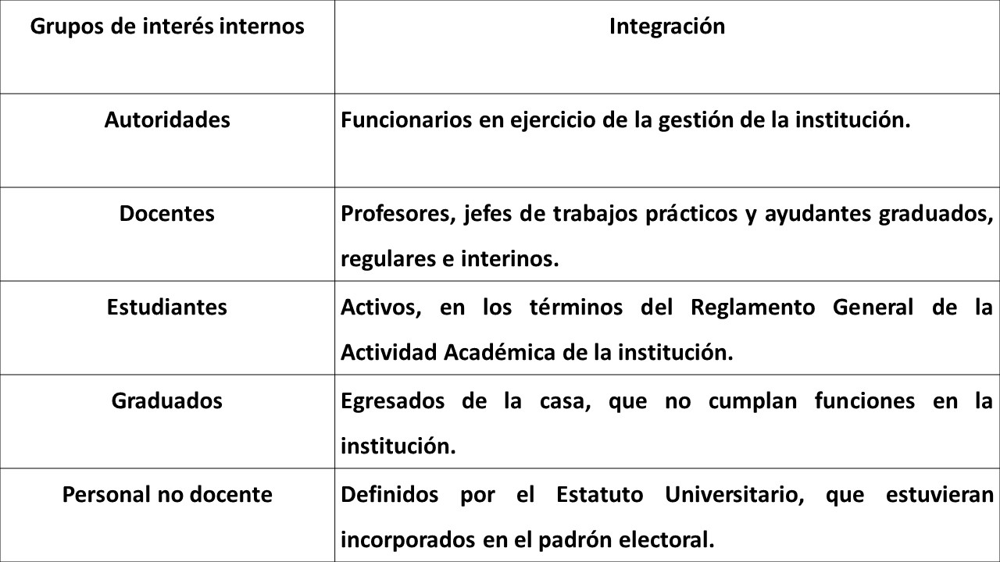 Grupos de interés internos
Integración
Autoridades
Funcionarios en ejercicio de la gestión de la institución.
Docentes
Profesores, jefes de trabajos prácticos y ayudantes graduados,
regulares e interinos.
Estudiantes
Activos, en los términos del Reglamento General de la
Actividad Académica de la institución.
Graduados
Egresados de la casa, que no cumplan funciones en la
institución.
Personal no docente
Definidos por el Estatuto Universitario, que estuvieran
incorporados en el padrón electoral.